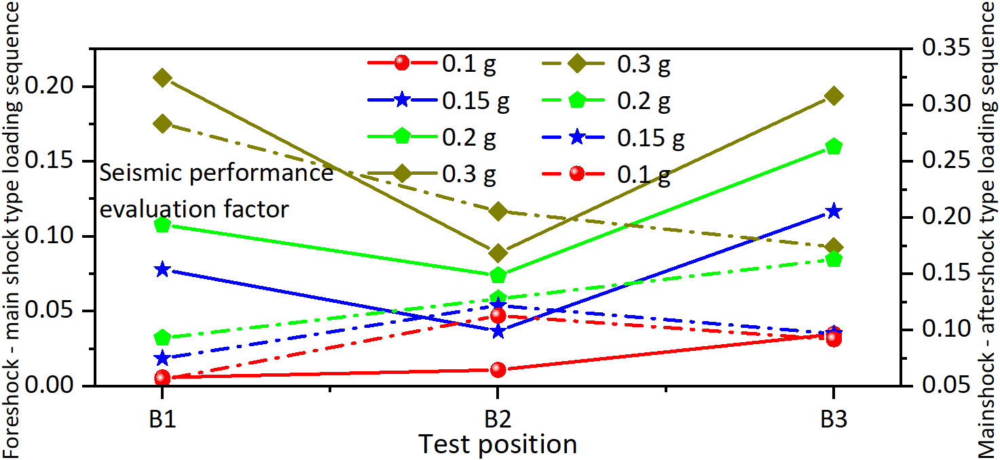 Foreshock - main shock type loading sequence
0.20
0.15
0.10
0.05
0.00
Seismic performance
evaluation factor
0.1 g
0.15 g
0.2 g
0.3 g
0.3 g
0.2 g
0.15 g
0.1 g
0.35
0.30
0.25
0.20
0.15
0.10
0.05
Mainshock - aftershock type loading sequence
B1
B2
B3
Test position